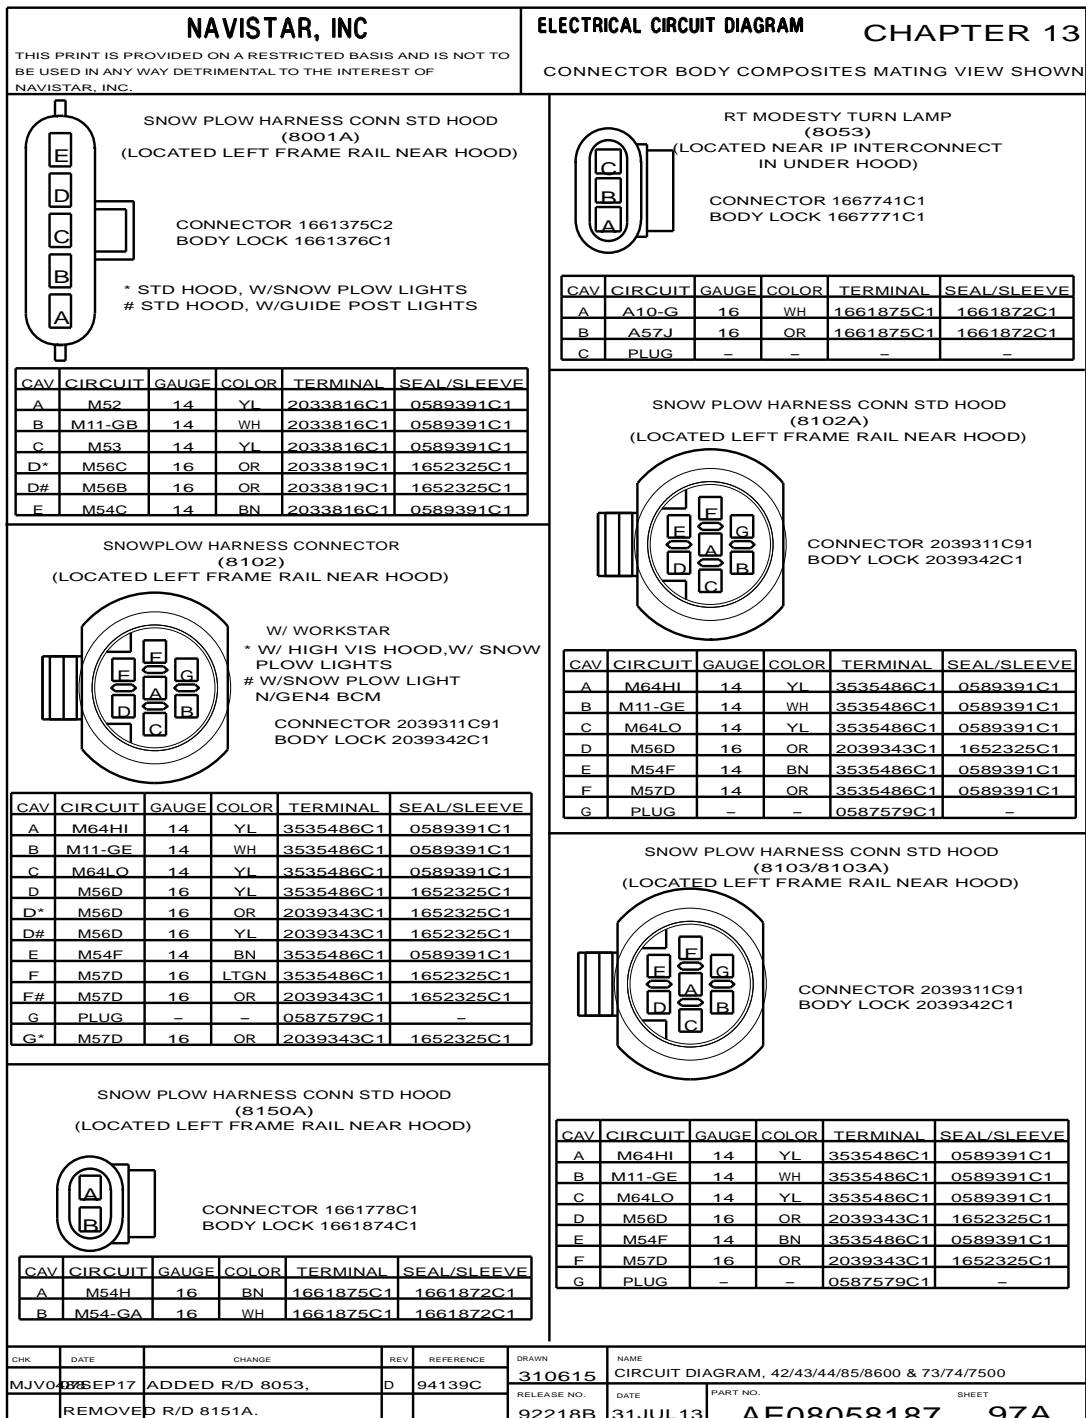 NAVISTAR, INC
THIS PRINT IS PROVIDED ON A RESTRICTED BASIS AND IS NOT TO
BE USED IN ANY WAY DETRIMENTAL TO THE INTEREST OF
NAVISTAR, INC.
ELECTRICAL CIRCUIT DIAGRAM
CHAPTER 13
CONNECTOR BODY COMPOSITES MATING VIEW SHOWN
SNOW PLOW HARNESS CONN STD HOOD
(8001A)
(LOCATED LEFT FRAME RAIL NEAR HOOD)
E
D
C
B
A
CONNECTOR 1661375C2
BODY LOCK 1661376C1
* STD HOOD, W/SNOW PLOW LIGHTS
# STD HOOD, W/GUIDE POST LIGHTS
CAV CIRCUIT GAUGE COLOR TERMINAL SEAL/SLEEVE
A M52 14 YL 2033816C1 0589391C1
B M11-GB 14 WH 2033816C1 0589391C1
C M53 14 YL 2033816C1 0589391C1
D* M56C 16 OR 2033819C1 1652325C1
D# M56B 16 OR 2033819C1 1652325C1
E M54C 14 BN 2033816C1 0589391C1
SNOWPLOW HARNESS CONNECTOR
(8102)
(LOCATED LEFT FRAME RAIL NEAR HOOD)
F
E G
A
D B
C
W/ WORKSTAR
* W/ HIGH VIS HOOD,W/ SNOW
PLOW LIGHTS
# W/SNOW PLOW LIGHT
N/GEN4 BCM
CONNECTOR 2039311C91
BODY LOCK 2039342C1
CAV CIRCUIT GAUGE COLOR TERMINAL SEAL/SLEEVE
A M64HI 14 YL 3535486C1 0589391C1
B M11-GE 14 WH 3535486C1 0589391C1
C M64LO 14 YL 3535486C1 0589391C1
D M56D 16 YL 3535486C1 1652325C1
D* M56D 16 OR 2039343C1 1652325C1
D# M56D 16 YL 2039343C1 1652325C1
E M54F 14 BN 3535486C1 0589391C1
F M57D 16 LTGN 3535486C1 1652325C1
F# M57D 16 OR 2039343C1 1652325C1
G PLUG – – 0587579C1 –
G* M57D 16 OR 2039343C1 1652325C1
SNOW PLOW HARNESS CONN STD HOOD
(8150A)
(LOCATED LEFT FRAME RAIL NEAR HOOD)
A
B
CONNECTOR 1661778C1
BODY LOCK 1661874C1
CAV CIRCUIT GAUGE COLOR TERMINAL SEAL/SLEEVE
A M54H 16 BN 1661875C1 1661872C1
B M54-GA 16 WH 1661875C1 1661872C1
RT MODESTY TURN LAMP
(8053)
(LOCATED NEAR IP INTERCONNECT
IN UNDER HOOD)
C
B
A
CONNECTOR 1667741C1
BODY LOCK 1667771C1
CAV CIRCUIT GAUGE COLOR TERMINAL SEAL/SLEEVE
A A10-G 16 WH 1661875C1 1661872C1
B A57J 16 OR 1661875C1 1661872C1
C PLUG – – – –
SNOW PLOW HARNESS CONN STD HOOD
(8102A)
(LOCATED LEFT FRAME RAIL NEAR HOOD)
F
E G
A
D B
C
CONNECTOR 2039311C91
BODY LOCK 2039342C1
CAV CIRCUIT GAUGE COLOR TERMINAL SEAL/SLEEVE
A M64HI 14 YL 3535486C1 0589391C1
B M11-GE 14 WH 3535486C1 0589391C1
C M64LO 14 YL 3535486C1 0589391C1
D M56D 16 OR 2039343C1 1652325C1
E M54F 14 BN 3535486C1 0589391C1
F M57D 14 OR 3535486C1 0589391C1
G PLUG – – 0587579C1 –
SNOW PLOW HARNESS CONN STD HOOD
(8103/8103A)
(LOCATED LEFT FRAME RAIL NEAR HOOD)
F
E G
A
D B
C
CONNECTOR 2039311C91
BODY LOCK 2039342C1
CAV CIRCUIT GAUGE COLOR TERMINAL SEAL/SLEEVE
A M64HI 14 YL 3535486C1 0589391C1
B M11-GE 14 WH 3535486C1 0589391C1
C M64LO 14 YL 3535486C1 0589391C1
D M56D 16 OR 2039343C1 1652325C1
E M54F 14 BN 3535486C1 0589391C1
F M57D 16 OR 2039343C1 1652325C1
G PLUG – – 0587579C1 –
CHK DATE CHANGE REV REFERENCE
ADDED R/D 8053, D 94139C
REMOVED R/D 8151A.
DRAWN NAME
310615 CIRCUIT DIAGRAM, 42/43/44/85/8600 & 73/74/7500
RELEASE NO. DATE PART NO. SHEET
92218B 31JUL13 AF08058187 97A